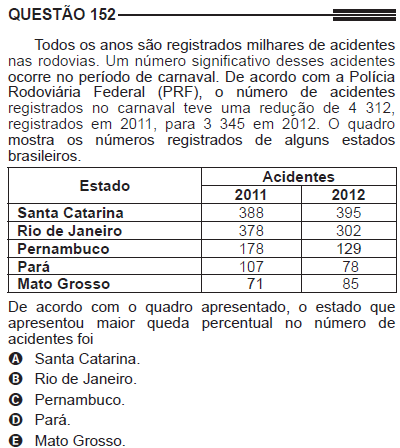 QUESTÃO 152
Todos os anos são registrados milhares de acidentes
nas rodovias. Um número significativo desses acidentes
ocorre no período de carnaval. De acordo com a Polícia
Rodoviária Federal (PRF), o número de acidentes
registrados no carnaval teve uma redução de 4 312,
registrados em 2011, para 3 345 em 2012. O quadro
mostra os números registrados de alguns estados
brasileiros.
Estado Acidentes
2011 2012
Santa Catarina 388 395
Rio de Janeiro 378 302
Pernambuco 178 129
Pará 107 78
Mato Grosso 71 85
De acordo com o quadro apresentado, o estado que
apresentou maior queda percentual no número de
acidentes foi
A Santa Catarina.
B Rio de Janeiro.
C Pernambuco.
D Pará.
E Mato Grosso.